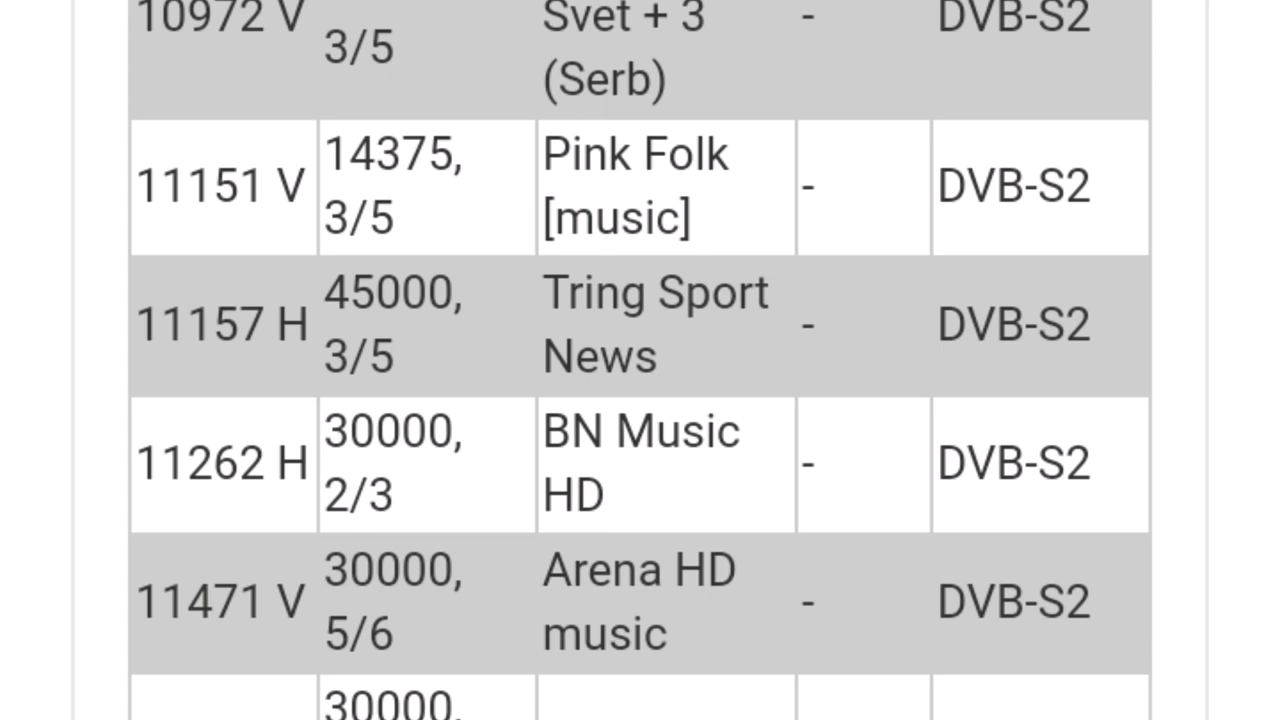 10972 V
3/5
Svet + 3
(Serb)
-
DVB-S2
11151 V
14375,
3/5
Pink Folk
[music]
-
DVB-S2
11157 H
45000,
3/5
Tring Sport
News
-
DVB-S2
11262 H
30000,
2/3
BN Music
HD
-
DVB-S2
11471 V
30000,
5/6
Arena HD
music
-
DVB-S2
30000,